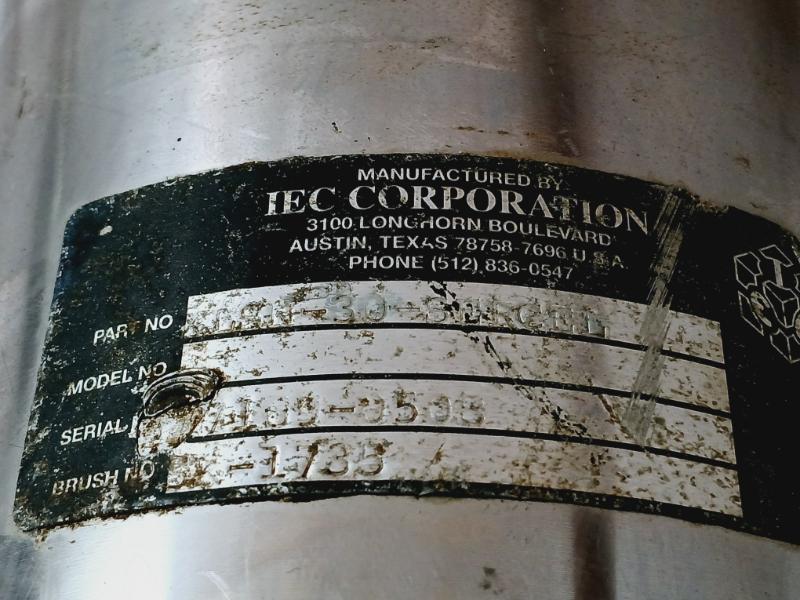 MANUFACTURED BY
IEC CORPORATION
3100 LONGHORN BOULEVARD
AUSTIN, TEXAS 78758-7696 U.S.A.
PHONE (512) 836-0547
PART NO
MODEL NO
SERIAL
BRUSH NO -1735